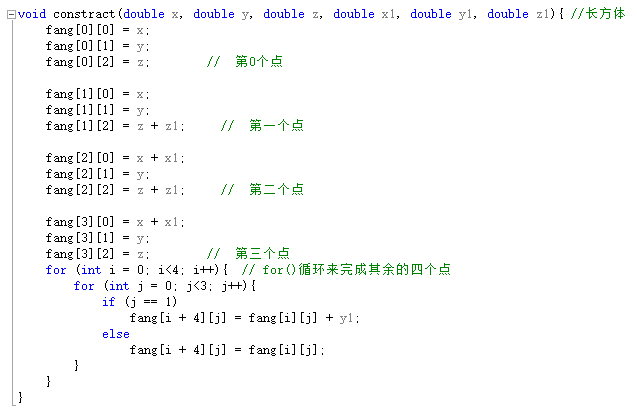 void constract(double x, double y, double z, double x1, double y1, double z1){ //长方体
    fang[0][0] = x;
    fang[0][1] = y;
    fang[0][2] = z;        //  第0个点

    fang[1][0] = x;
    fang[1][1] = y;
    fang[1][2] = z + z1;     //  第一个点

    fang[2][0] = x + x1;
    fang[2][1] = y;
    fang[2][2] = z + z1;     //  第二个点

    fang[3][0] = x + x1;
    fang[3][1] = y;
    fang[3][2] = z;        //  第三个点
    for (int i = 0; i<4; i++){  // for()循环来完成其余的四个点
        for (int j = 0; j<3; j++){
            if (j == 1)
                fang[i + 4][j] = fang[i][j] + y1;
            else
                fang[i + 4][j] = fang[i][j];
        }
    }
}